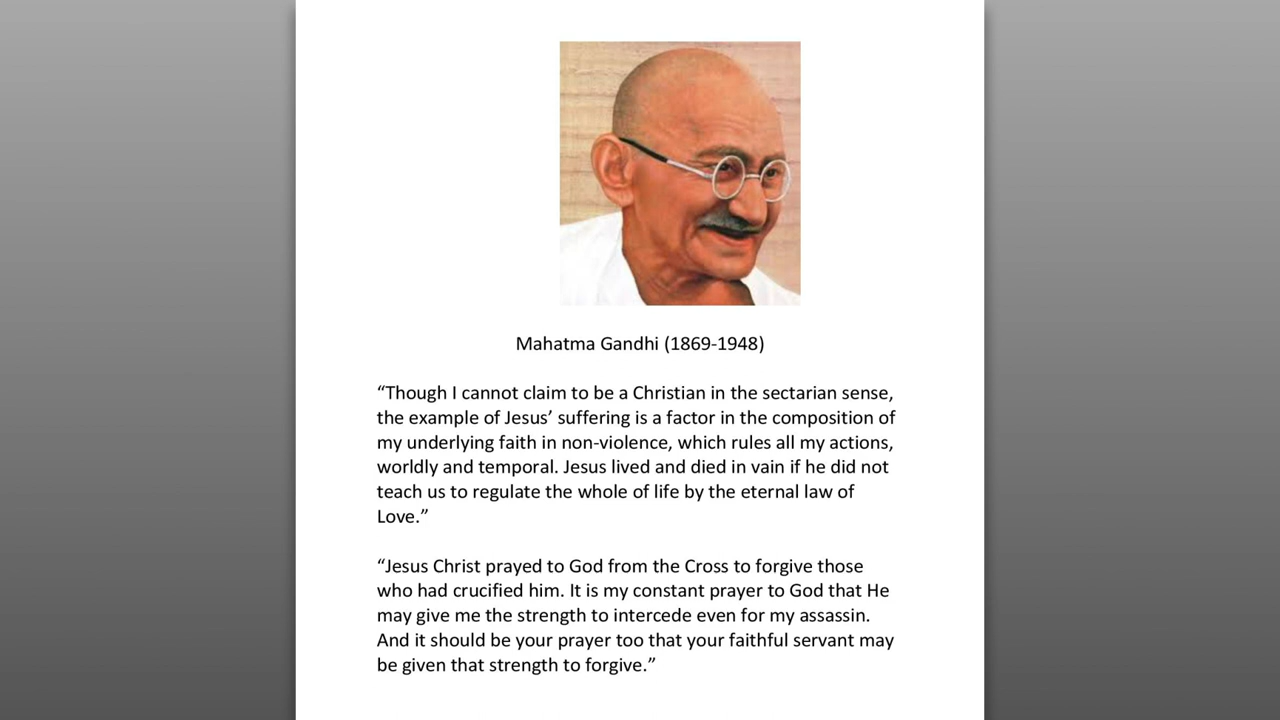 Mahatma Gandhi (1869-1948)
“Though I cannot claim to be a Christian in the sectarian sense,
the example of Jesus’ suffering is a factor in the composition of
my underlying faith in non-violence, which rules all my actions,
worldly and temporal. Jesus lived and died in vain if he did not
teach us to regulate the whole of life by the eternal law of
Love.”
“Jesus Christ prayed to God from the Cross to forgive those
who had crucified him. It is my constant prayer to God that He
may give me the strength to intercede even for my assassin.
And it should be your prayer too that your faithful servant may
be given that strength to forgive.”